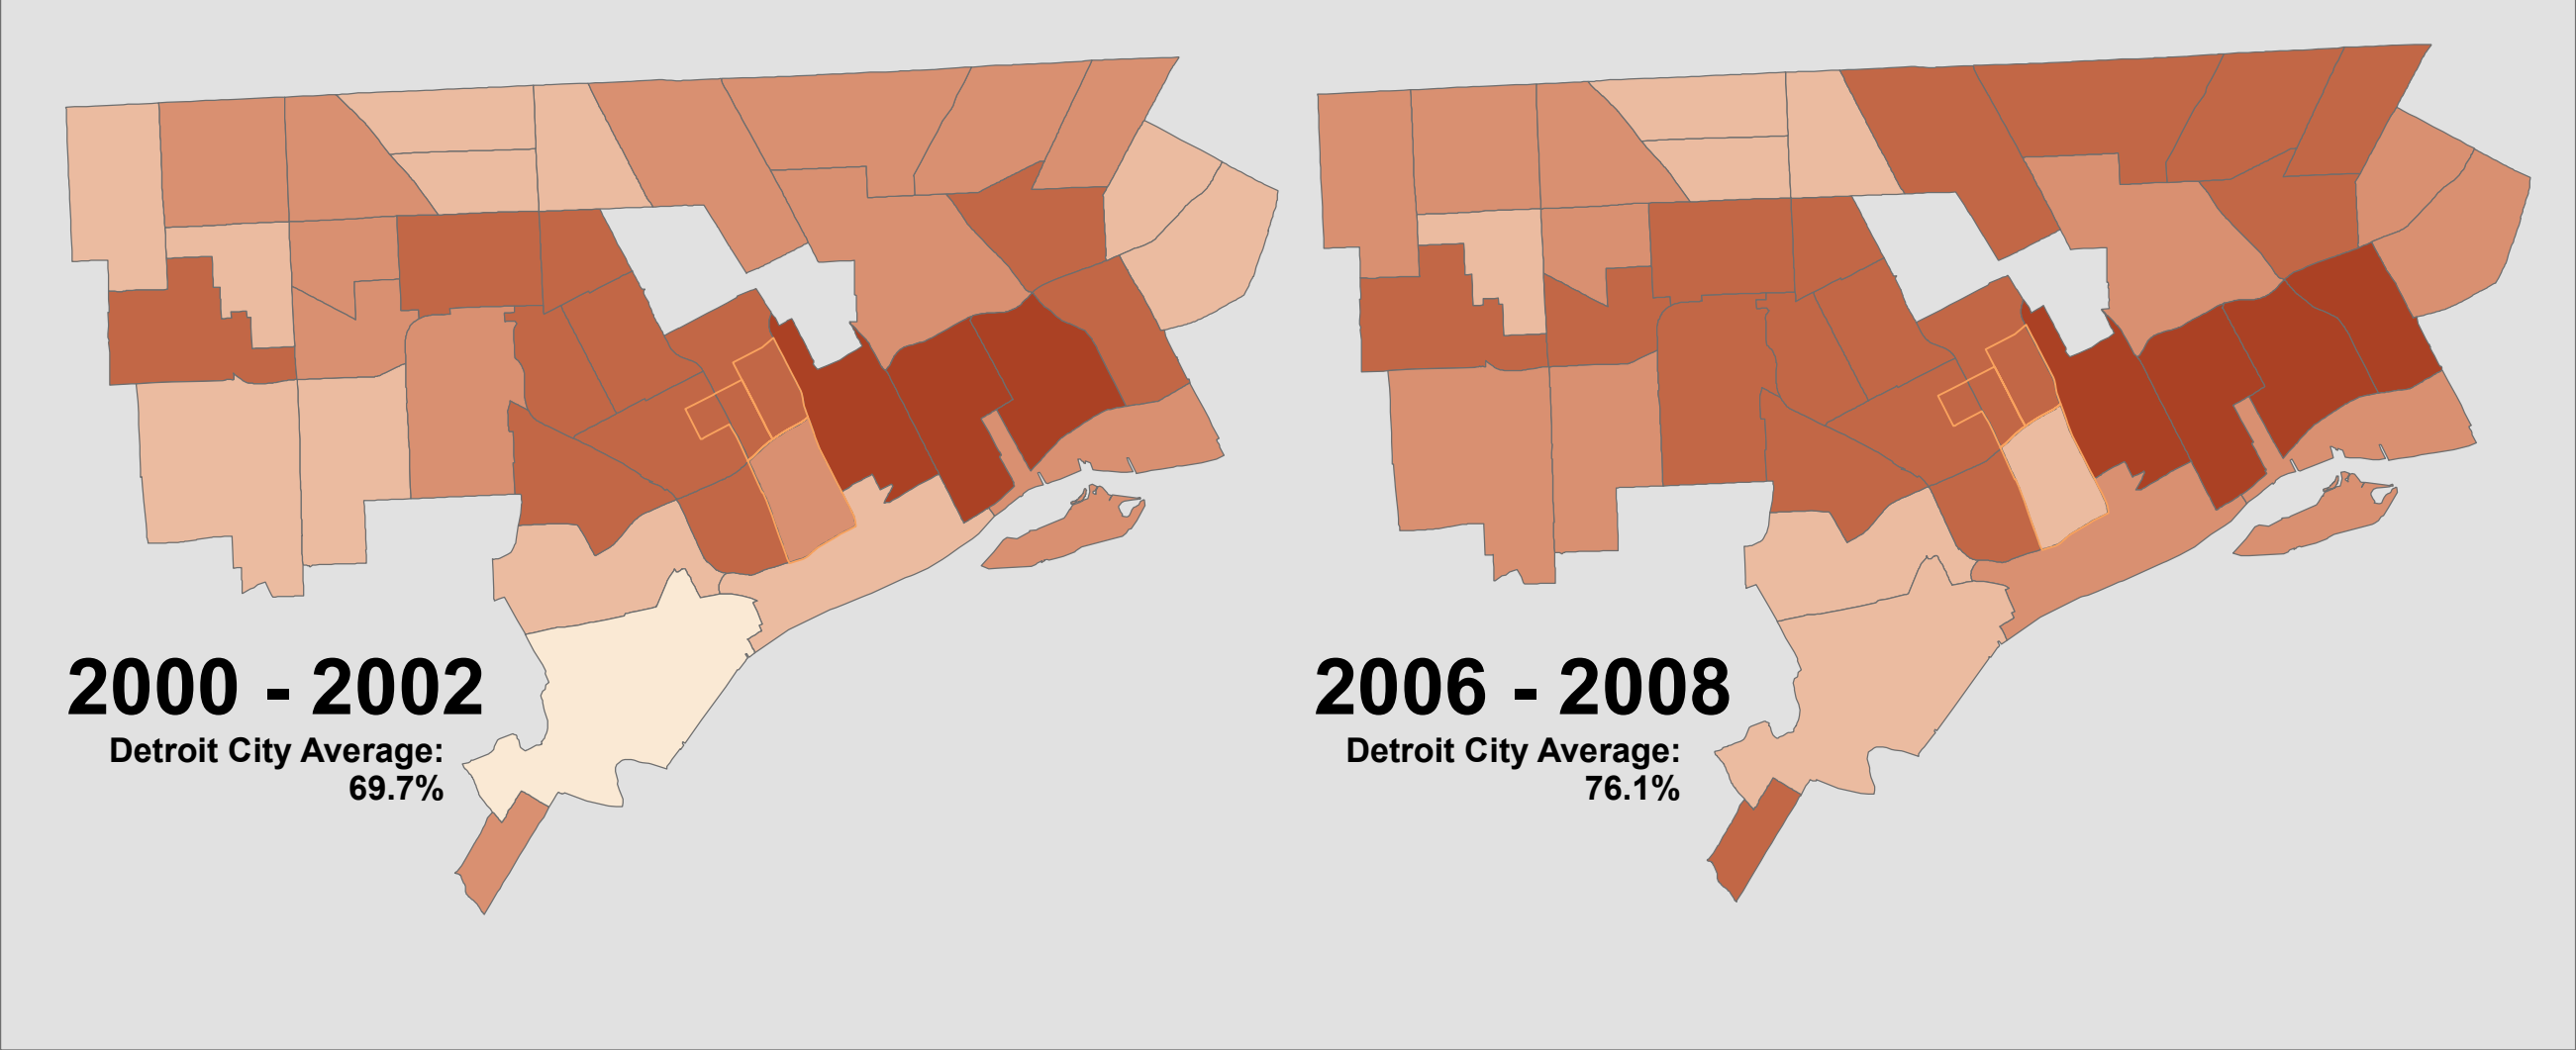 2000 - 2002
Detroit City Average:
69.7%
2006 - 2008
Detroit City Average:
76.1%